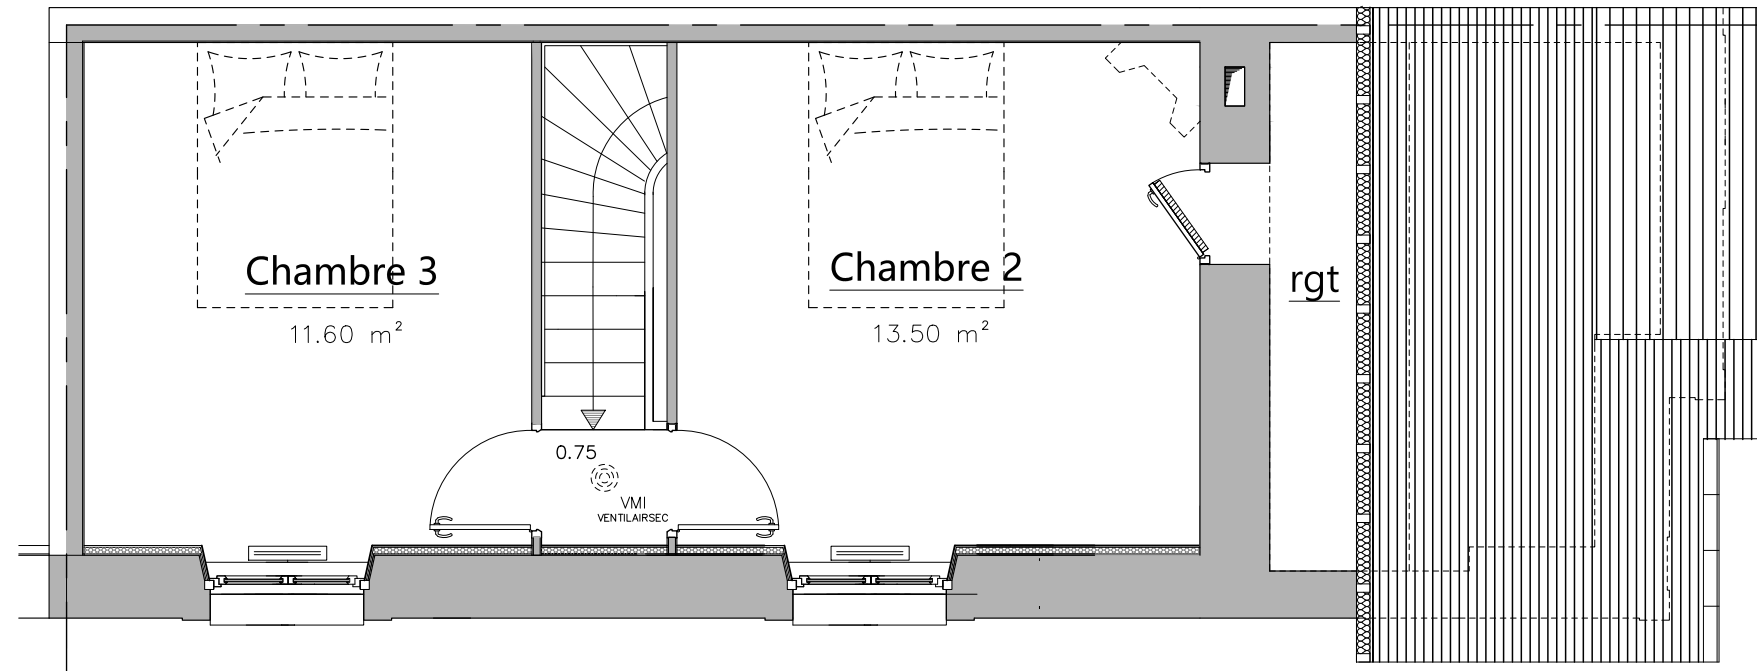 Chambre 3
11.60 m²
Chambre 2
13.50 m²
rgt
0.75
VMI
VENTILAIRSEC